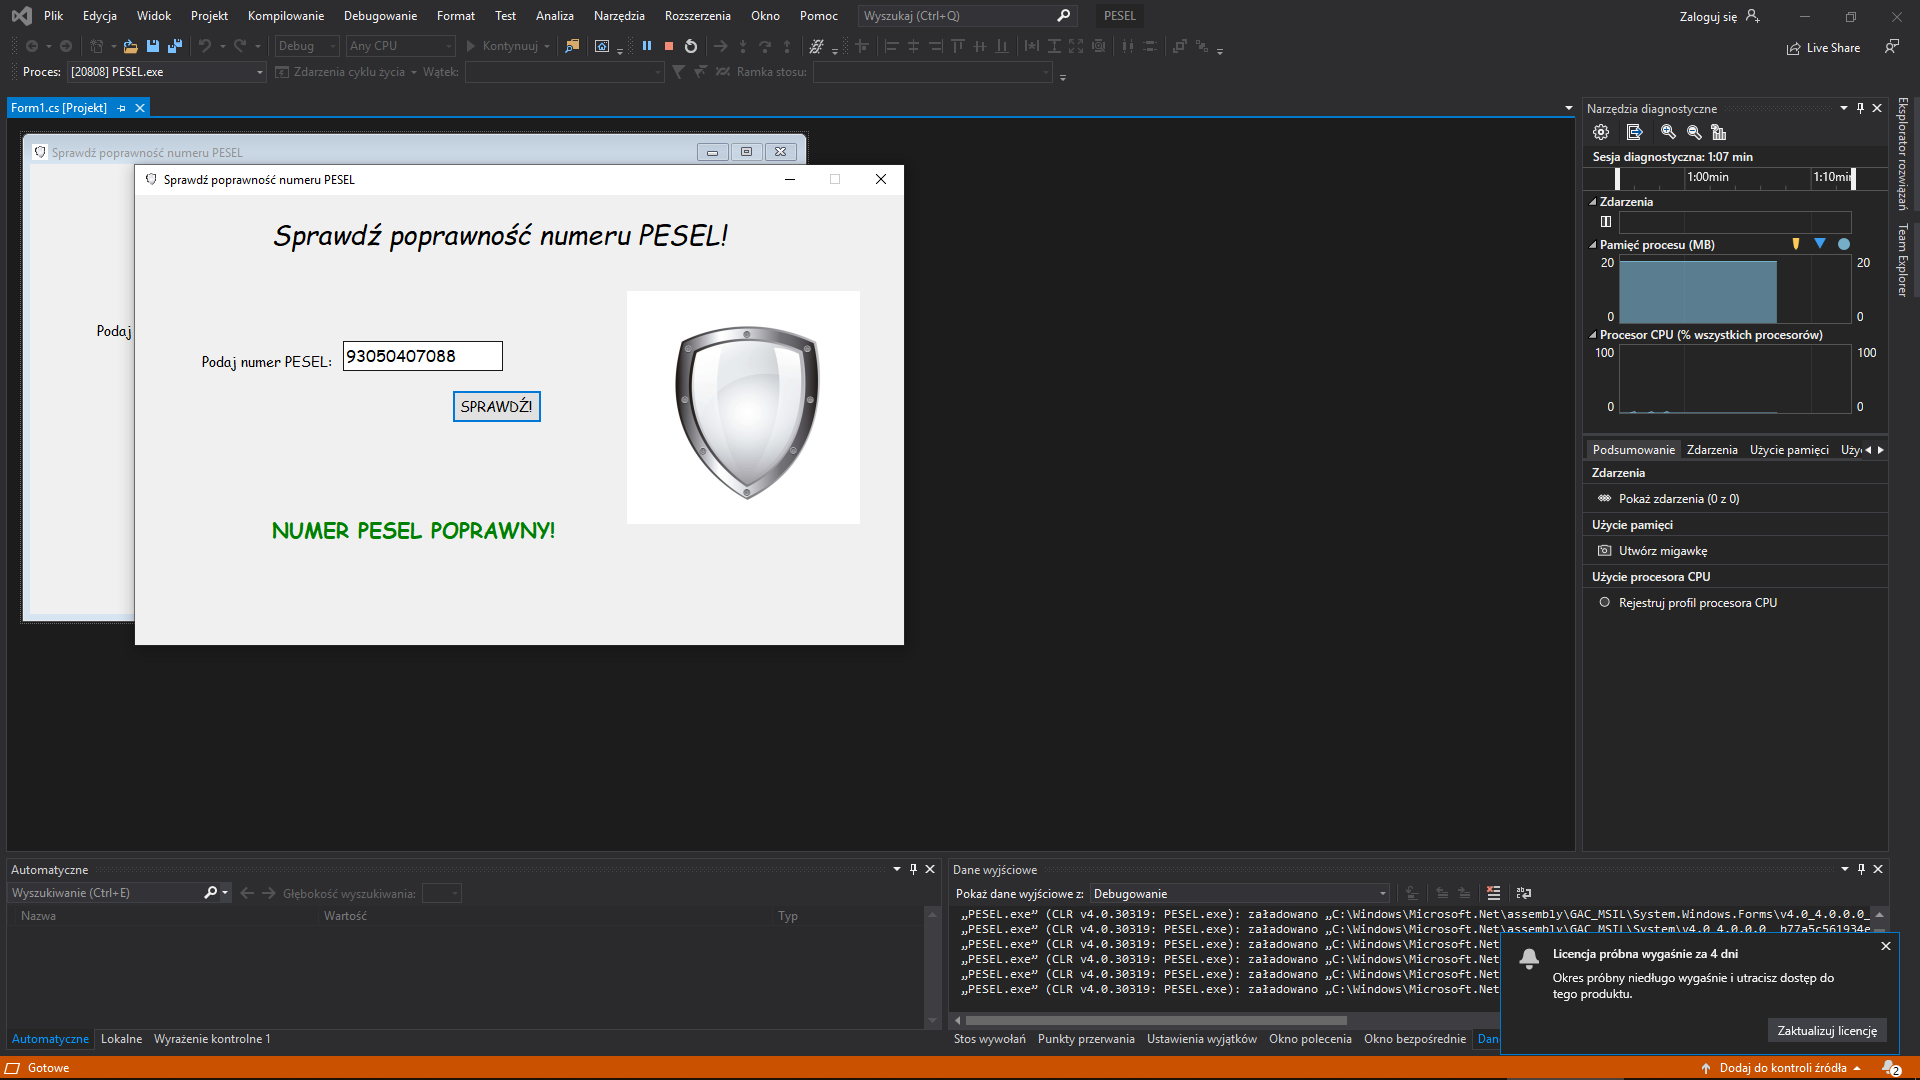 Plik Edycja Widok Projekt Kompilowanie Debugowanie Format Test Analiza Narzędzia Rozszerzenia Okno Pomoc Wyszukaj (Ctrl+Q) PESEL Zaloguj się
Debug Any CPU Kontynuuj Live Share
Proces: [20808] PESEL.exe Zdarzenia cyklu życia Wątek: Ramka stosu:
Form1.cs [Projekt]
Sprawdź poprawność numeru PESEL
Podaj
Sprawdź poprawność numeru PESEL
Sprawdź poprawność numeru PESEL!
Podaj numer PESEL: 93050407088
SPRAWDŹ!
NUMER PESEL POPRAWNY!
Narzędzia diagnostyczne
Sesja diagnostyczna: 1:07 min
1:00min 1:10min
Zdarzenia
Pamięć procesu (MB)
20 20
0 0
Procesor CPU (% wszystkich procesorów)
100 100
0 0
Podsumowanie Zdarzenia Użycie pamięci Uży
Zdarzenia
Pokaż zdarzenia (0 z 0)
Użycie pamięci
Utwórz migawkę
Użycie procesora CPU
Rejestruj profil procesora CPU
Eksplorator rozwiązań
Team Explorer
Automatyczne
Wyszukiwanie (Ctrl+E) Głębokość wyszukiwania:
Nazwa Wartość Typ
Automatyczne Lokalne Wyrażenie kontrolne 1
Dane wyjściowe
Pokaż dane wyjściowe z: Debugowanie
„PESEL.exe” (CLR v4.0.30319: PESEL.exe): załadowano „C:\Windows\Microsoft.Net\assembly\GAC_MSIL\System.Windows.Forms\v4.0_4.0.0.0_
„PESEL.exe” (CLR v4.0.30319: PESEL.exe): załadowano „C:\Windows\Microsoft.Net\assembly\GAC_MSIL\System\v4.0_4.0.0.0__b77a5c561934e
„PESEL.exe” (CLR v4.0.30319: PESEL.exe): załadowano „C:\Windows\Microsoft.Net
„PESEL.exe” (CLR v4.0.30319: PESEL.exe): załadowano „C:\Windows\Microsoft.Net
„PESEL.exe” (CLR v4.0.30319: PESEL.exe): załadowano „C:\Windows\Microsoft.Net
„PESEL.exe” (CLR v4.0.30319: PESEL.exe): załadowano „C:\Windows\Microsoft.Net
Stos wywołań Punkty przerwania Ustawienia wyjątków Okno polecenia Okno bezpośrednie Dan
Licencja próbna wygaśnie za 4 dni
Okres próbny niedługo wygaśnie i utracisz dostęp do
tego produktu.
Zaktualizuj licencję
Gotowe Dodaj do kontroli źródła 2